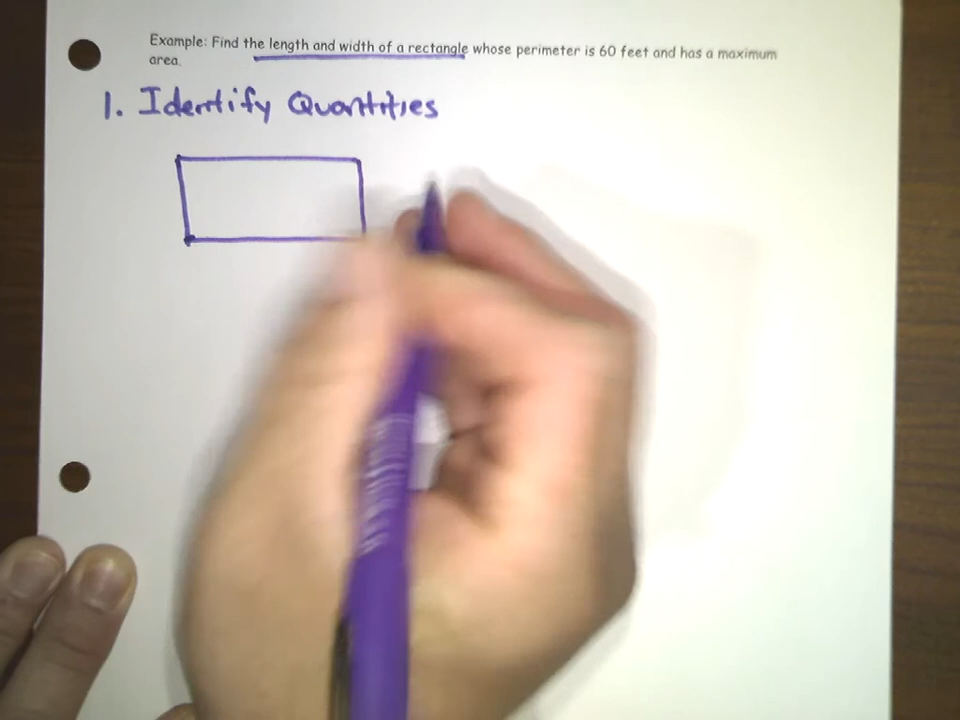 Example: Find the length and width of a rectangle whose perimeter is 60 feet and has a maximum
area.
1. Identify Quantities